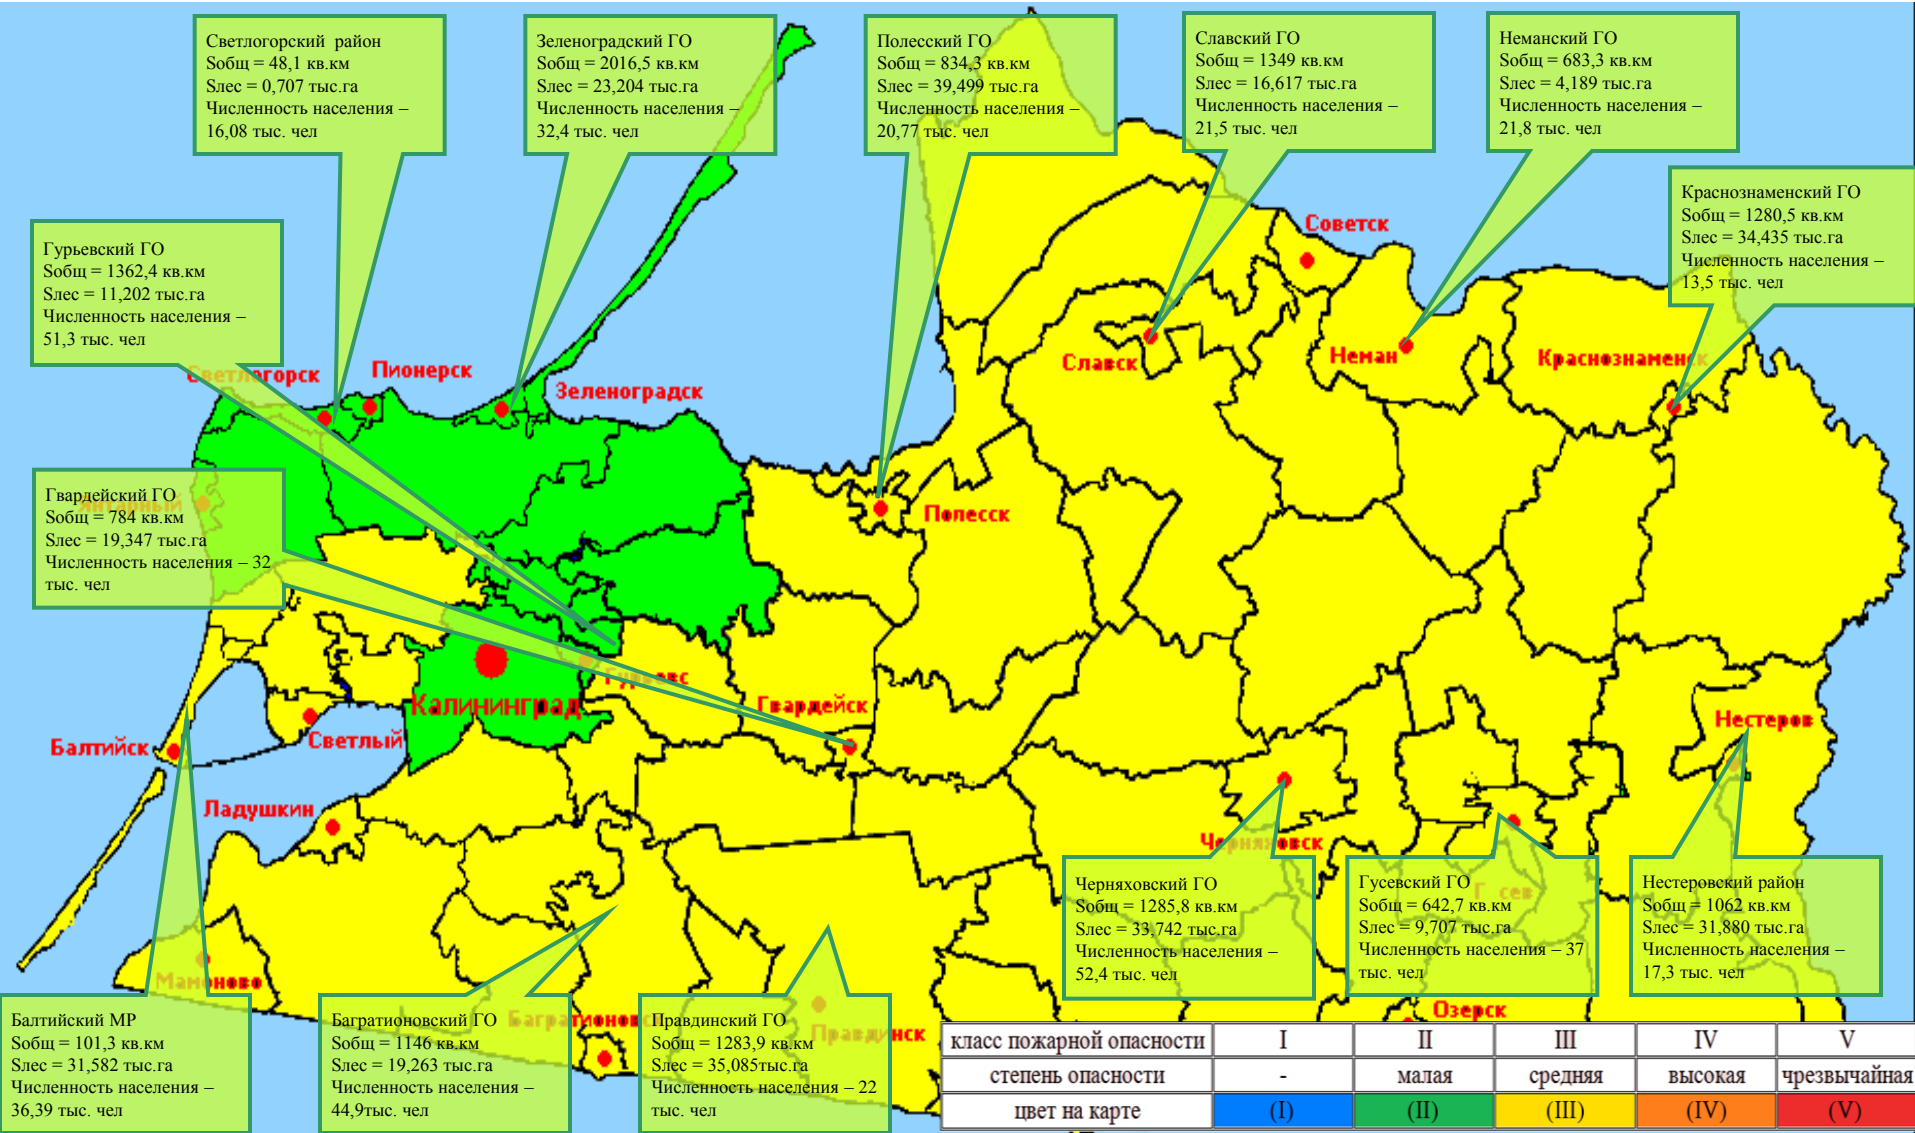 Светлогорский район
Sобщ = 48,1 кв.км
Sлес = 0,707 тыс.га
Численность населения –
16,08 тыс. чел
Зеленоградский ГО
Sобщ = 2016,5 кв.км
Sлес = 23,204 тыс.га
Численность населения –
32,4 тыс. чел
Полесский ГО
Sобщ = 834,3 кв.км
Sлес = 39,499 тыс.га
Численность населения –
20,77 тыс. чел
Славский ГО
Sобщ = 1349 кв.км
Sлес = 16,617 тыс.га
Численность населения –
21,5 тыс. чел
Неманский ГО
Sобщ = 683,3 кв.км
Sлес = 4,189 тыс.га
Численность населения –
21,8 тыс. чел
Краснознаменский ГО
Sобщ = 1280,5 кв.км
Sлес = 34,435 тыс.га
Численность населения –
13,5 тыс. чел
Гурьевский ГО
Sобщ = 1362,4 кв.км
Sлес = 11,202 тыс.га
Численность населения –
51,3 тыс. чел
Советск
Светлогорск
Пионерск
Зеленоградск
Славск
Неман
Краснознаменск
Гвардейский ГО
Sобщ = 784 кв.км
Sлес = 19,347 тыс.га
Численность населения – 32
тыс. чел
Янтарный
Полесск
Гурьевс
Калининград
Гвардейск
Нестеров
Балтийск
Светлый
Ладушкин
Черняховск
Черняховский ГО
Sобщ = 1285,8 кв.км
Sлес = 33,742 тыс.га
Численность населения –
52,4 тыс. чел
Гусевский ГО
Sобщ = 642,7 кв.км
Sлес = 9,707 тыс.га
Численность населения – 37
тыс. чел
Г сев
Нестеровский район
Sобщ = 1062 кв.км
Sлес = 31,880 тыс.га
Численность населения –
17,3 тыс. чел
Мамоново
Балтийский МР
Sобщ = 101,3 кв.км
Sлес = 31,582 тыс.га
Численность населения –
36,39 тыс. чел
Багратионовский ГО
Sобщ = 1146 кв.км
Sлес = 19,263 тыс.га
Численность населения –
44,9тыс. чел
Багратионовс
Правдинский ГО
Sобщ = 1283,9 кв.км
Sлес = 35,085тыс.га
Численность населения – 22
тыс. чел
Правдинск
Озерск
класс пожарной опасности I II III IV V
степень опасности - малая средняя высокая чрезвычайная
цвет на карте (I) (II) (III) (IV) (V)